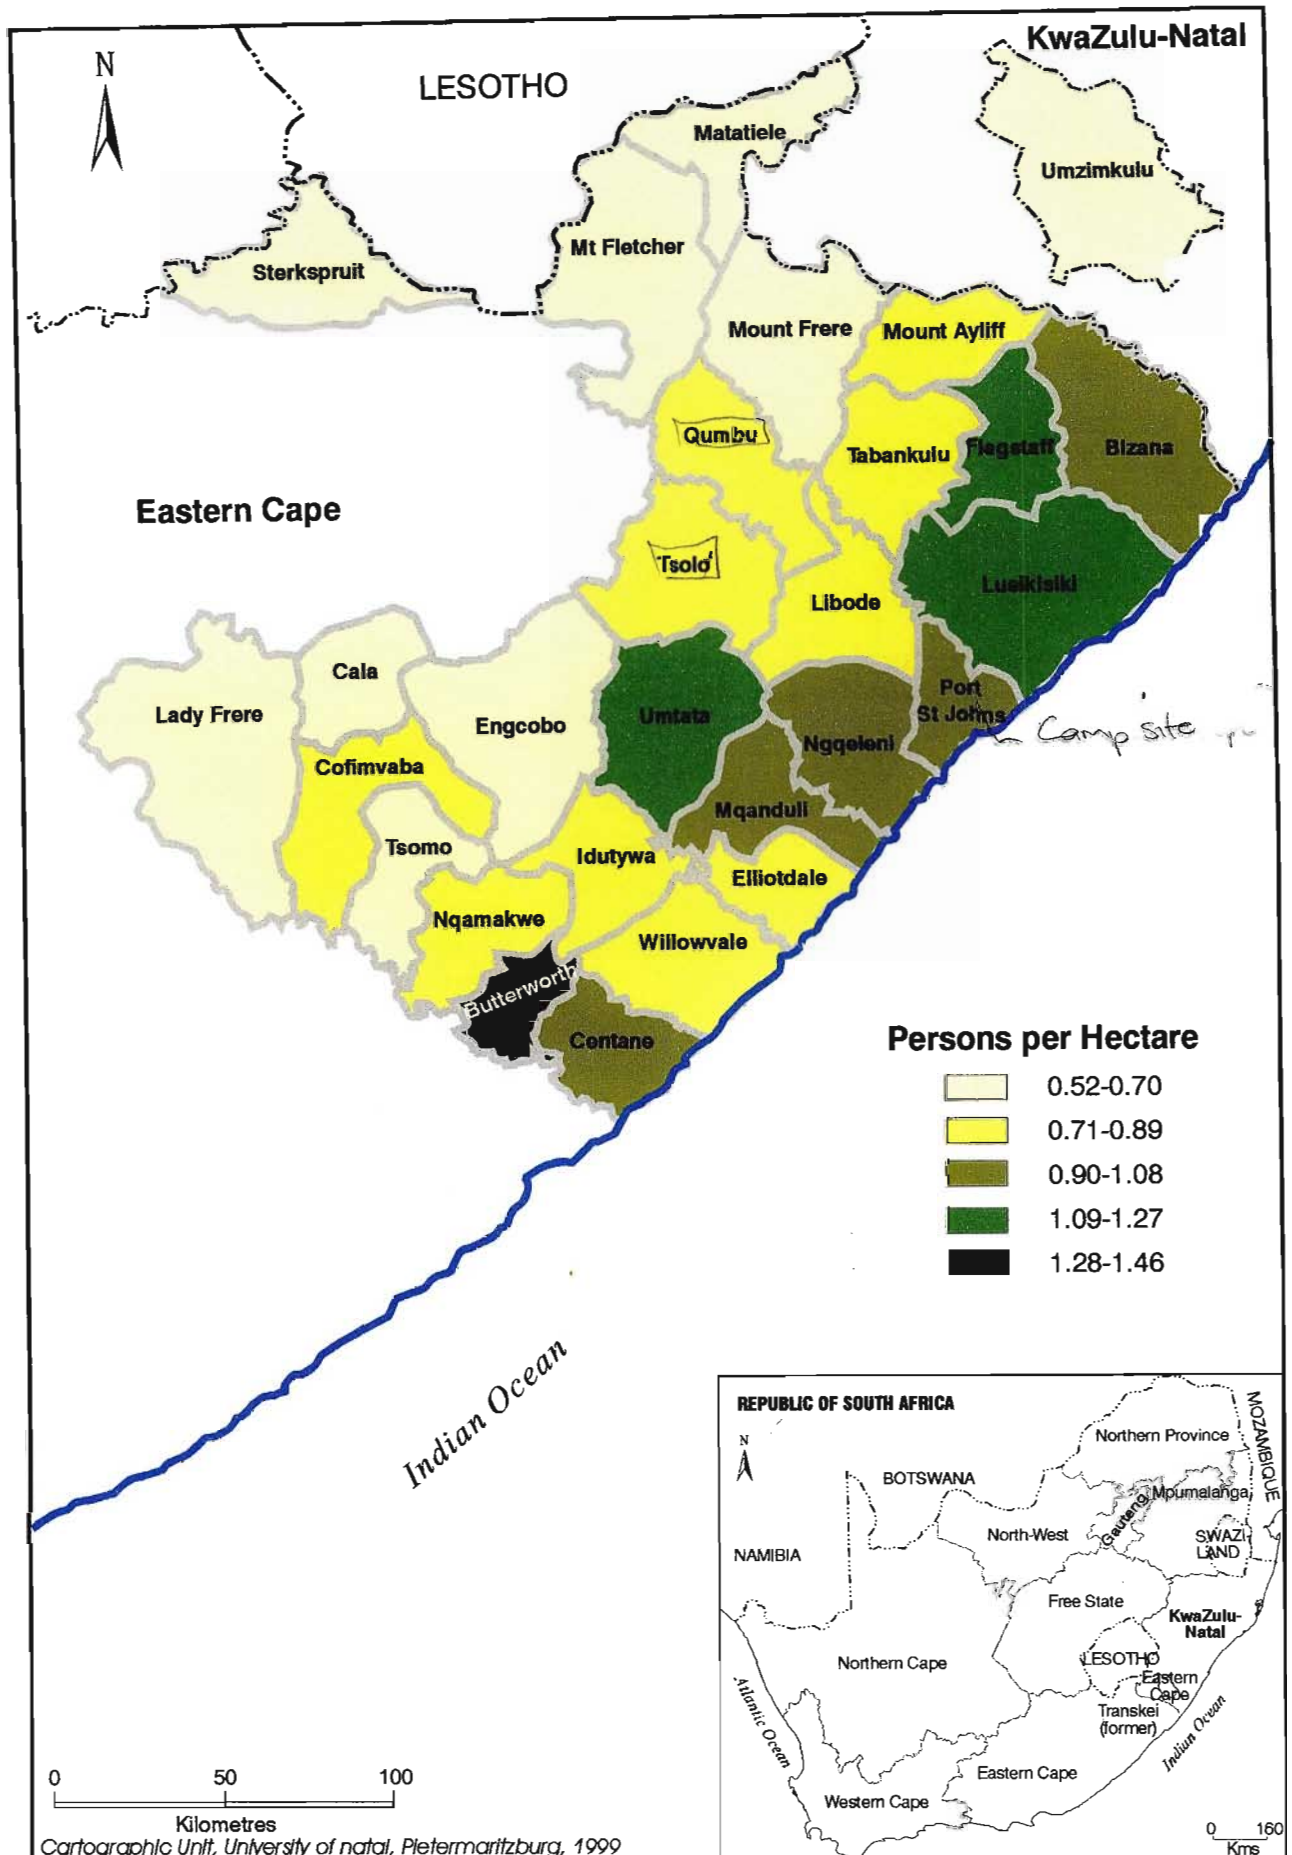 KwaZulu-Natal
N
LESOTHO
Matatiele
Umzimkulu
Mt Fletcher
Sterkspruit
Mount Frere
Mount Ayliff
Qumbu
Tabankulu
Flagstaff
Bizana
Eastern Cape
Tsolo
Libode
Lusikisiki
Cala
Lady Frere
Engcobo
Umtata
Port
St Johns
Camp site
Ngqeleni
Cofimvaba
Mqanduli
Tsomo
Idutywa
Elliotdale
Nqamakwe
Willowvale
Butterworth
Centane
Persons per Hectare
0.52-0.70
0.71-0.89
0.90-1.08
1.09-1.27
1.28-1.46
Indian Ocean
REPUBLIC OF SOUTH AFRICA
N
MOZAMBIQUE
Northern Province
BOTSWANA
Mpumalanga
Gauteng
North-West
SWAZI-
LAND
NAMIBIA
Free State
KwaZulu-
Natal
LESOTHO
Northern Cape
Eastern
Cape
Transkei
(former)
Atlantic Ocean
Indian Ocean
Eastern Cape
Western Cape
0 160
Kms
0 50 100
Kilometres
Cartographic Unit, University of natal, Pietermaritzburg, 1999